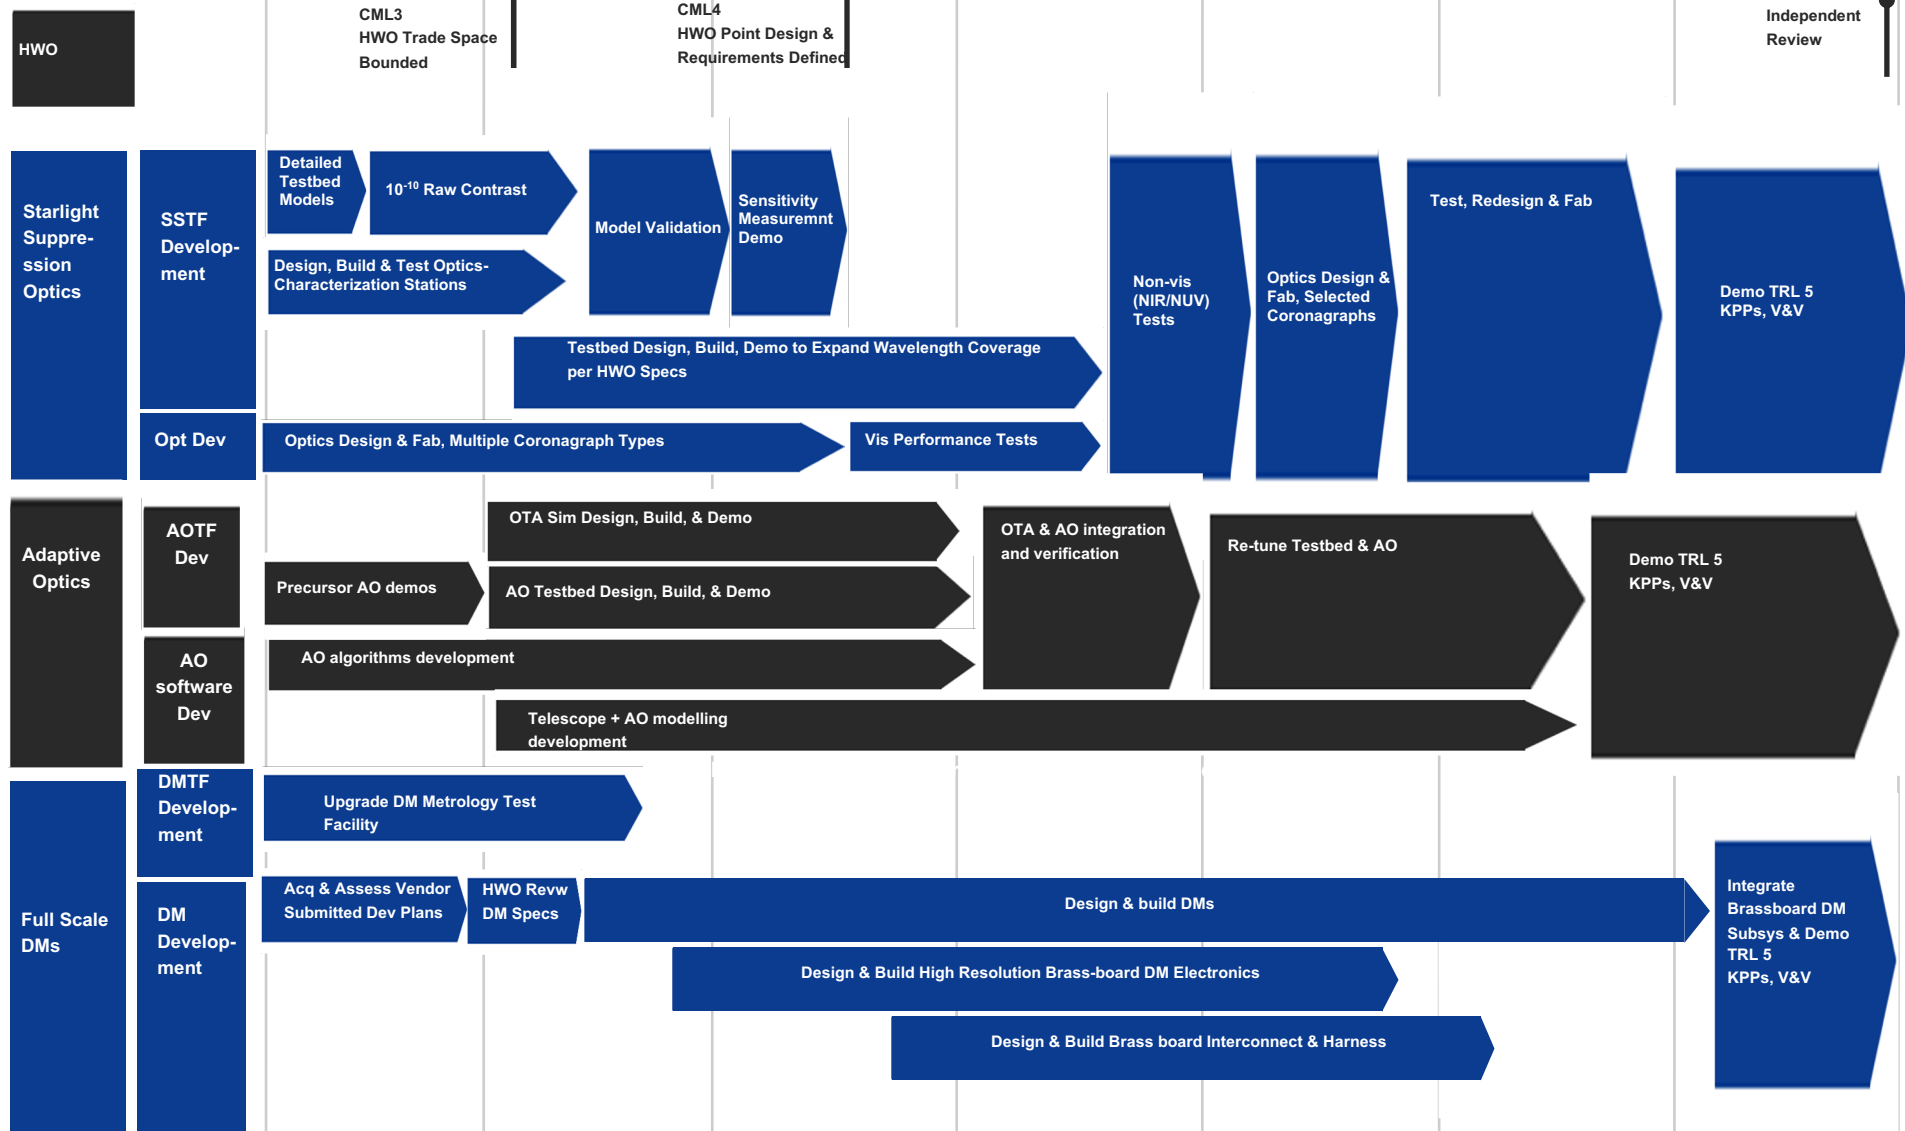 HWO
CML3
HWO Trade Space
Bounded
CML4
HWO Point Design &
Requirements Defined
Independent
Review
Starlight
Suppre-
ssion
Optics
SSTF
Develop-
ment
Detailed
Testbed
Models
10⁻¹⁰ Raw Contrast
Design, Build & Test Optics-
Characterization Stations
Model Validation
Sensitivity
Measuremnt
Demo
Testbed Design, Build, Demo to Expand Wavelength Coverage
per HWO Specs
Non-vis
(NIR/NUV)
Tests
Optics Design &
Fab, Selected
Coronagraphs
Test, Redesign & Fab
Demo TRL 5
KPPs, V&V
Opt Dev
Optics Design & Fab, Multiple Coronagraph Types
Vis Performance Tests
Adaptive
Optics
AOTF
Dev
OTA Sim Design, Build, & Demo
Precursor AO demos
AO Testbed Design, Build, & Demo
OTA & AO integration
and verification
Re-tune Testbed & AO
Demo TRL 5
KPPs, V&V
AO
software
Dev
AO algorithms development
Telescope + AO modelling
development
Full Scale
DMs
DMTF
Develop-
ment
Upgrade DM Metrology Test
Facility
DM
Develop-
ment
Acq & Assess Vendor
Submitted Dev Plans
HWO Revw
DM Specs
Design & build DMs
Design & Build High Resolution Brass-board DM Electronics
Design & Build Brass board Interconnect & Harness
Integrate
Brassboard DM
Subsys & Demo
TRL 5
KPPs, V&V